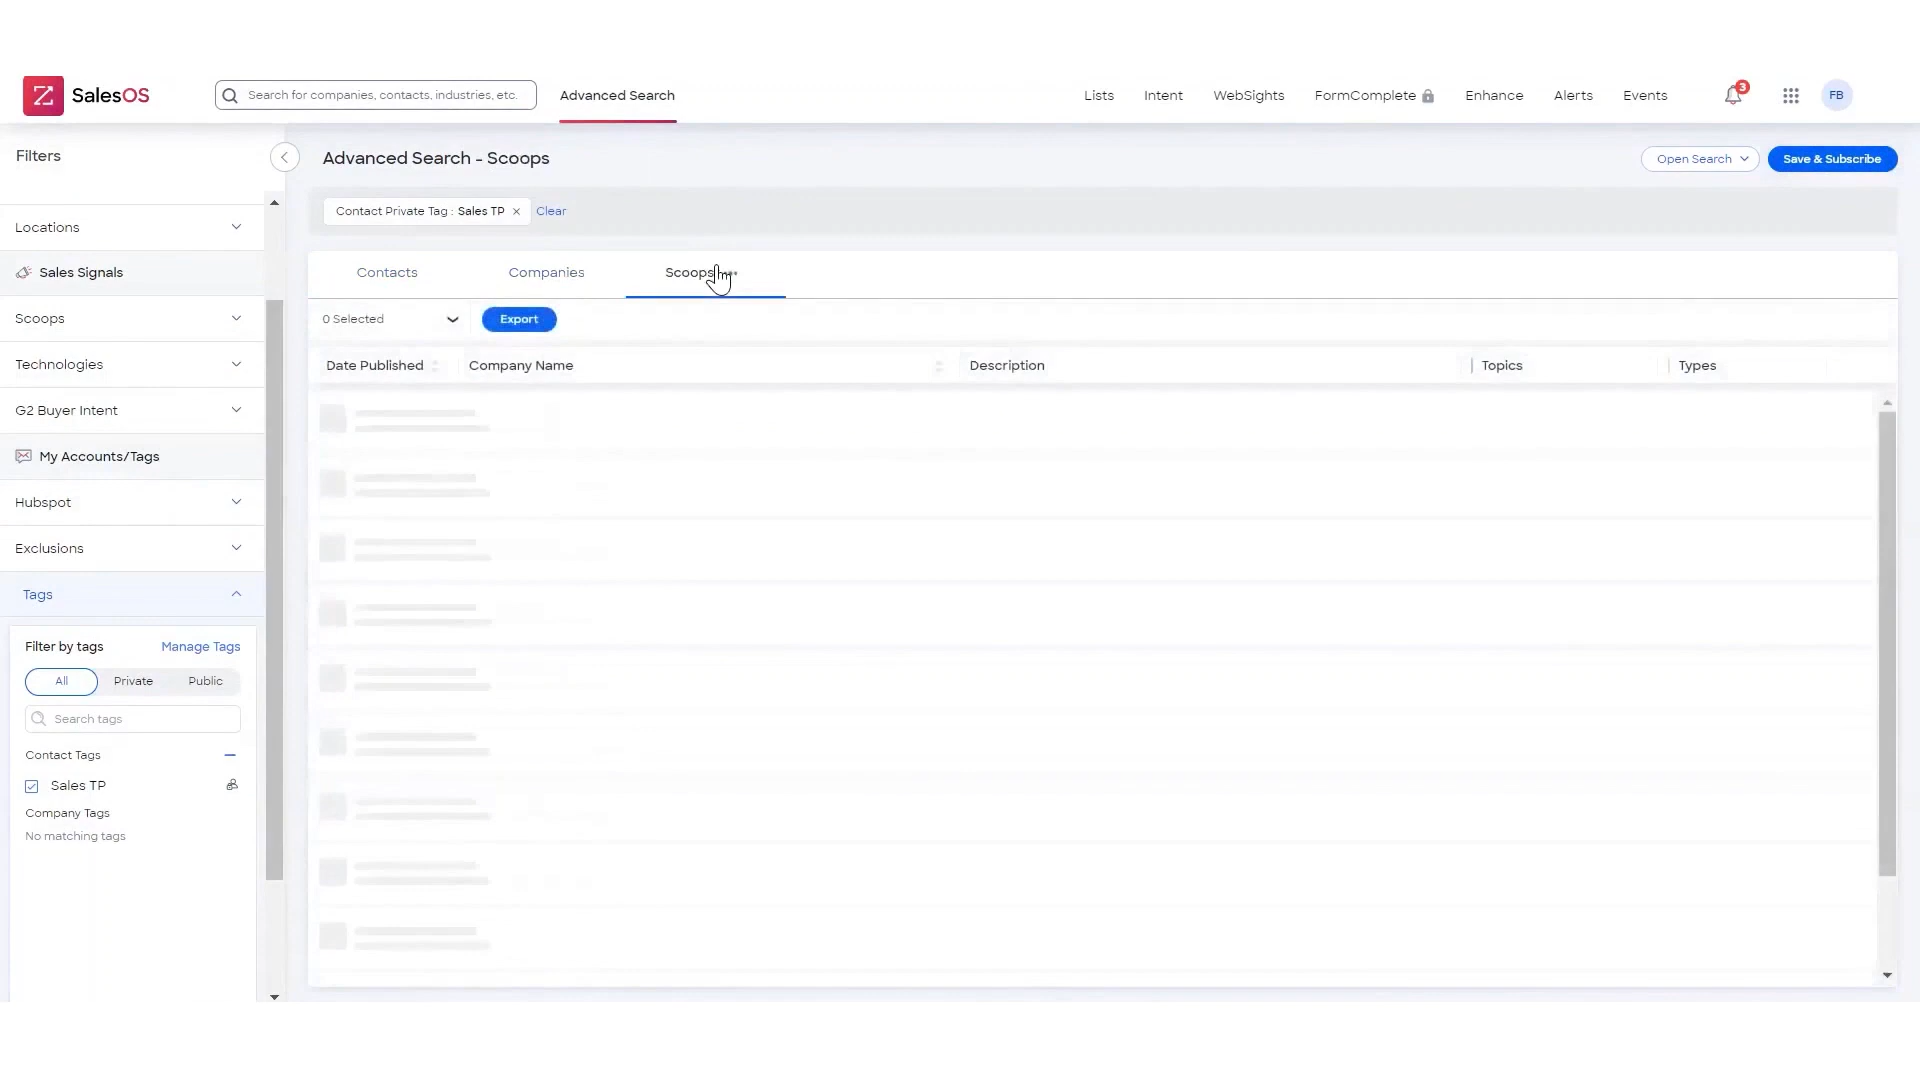 SalesOS
Search for companies, contacts, industries, etc.
Advanced Search
Lists
Intent
WebSights
FormComplete
Enhance
Alerts
Events
3
FB
Filters
Advanced Search - Scoops
Open Search
Save & Subscribe
Contact Private Tag : Sales TP
Clear
Locations
Sales Signals
Scoops
Technologies
G2 Buyer Intent
My Accounts/Tags
Hubspot
Exclusions
Tags
Filter by tags
Manage Tags
All
Private
Public
Search tags
Contact Tags
Sales TP
Company Tags
No matching tags
Contacts
Companies
Scoops
0 Selected
Export
Date Published
Company Name
Description
Topics
Types